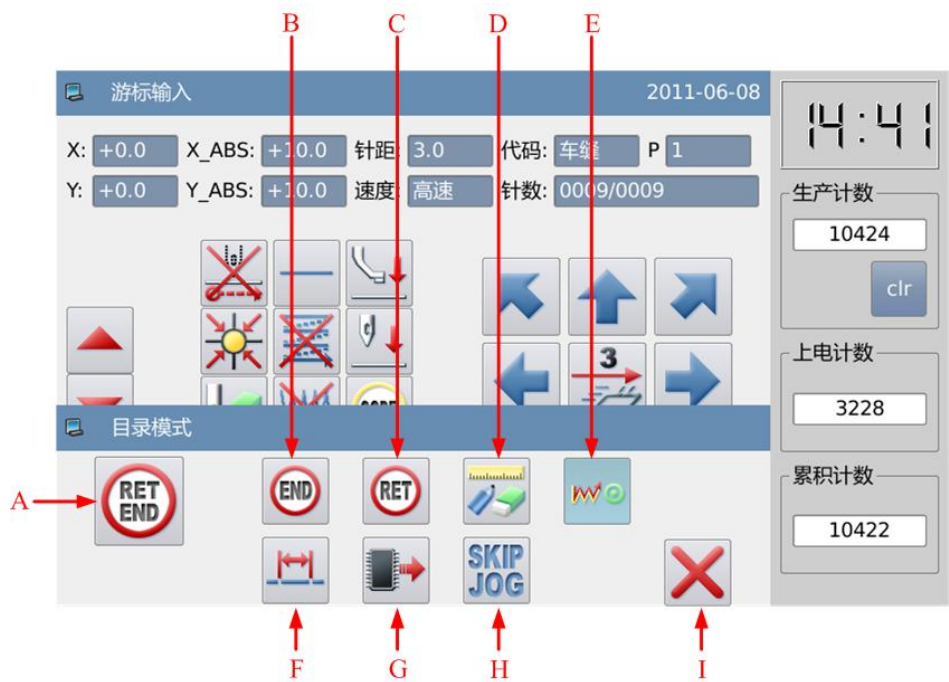 B C D E
游标输入 2011-06-08
14:41
X: +0.0 X_ABS: +10.0 针距: 3.0 代码: 车缝 P 1
Y: +0.0 Y_ABS: +10.0 速度: 高速 针数: 0009/0009
生产计数
10424
clr
上电计数
3
3228
目录模式
累积计数
A
RET
END
END
RET
10422
SKIP
JOG
F G H I